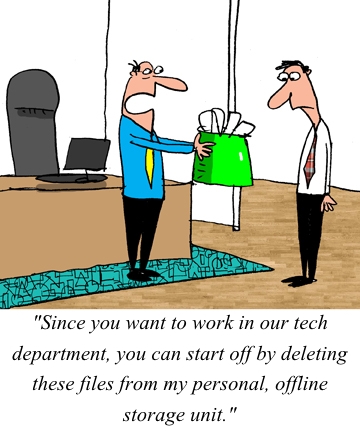 "Since you want to work in our tech
department, you can start off by deleting
these files from my personal, offline
storage unit."